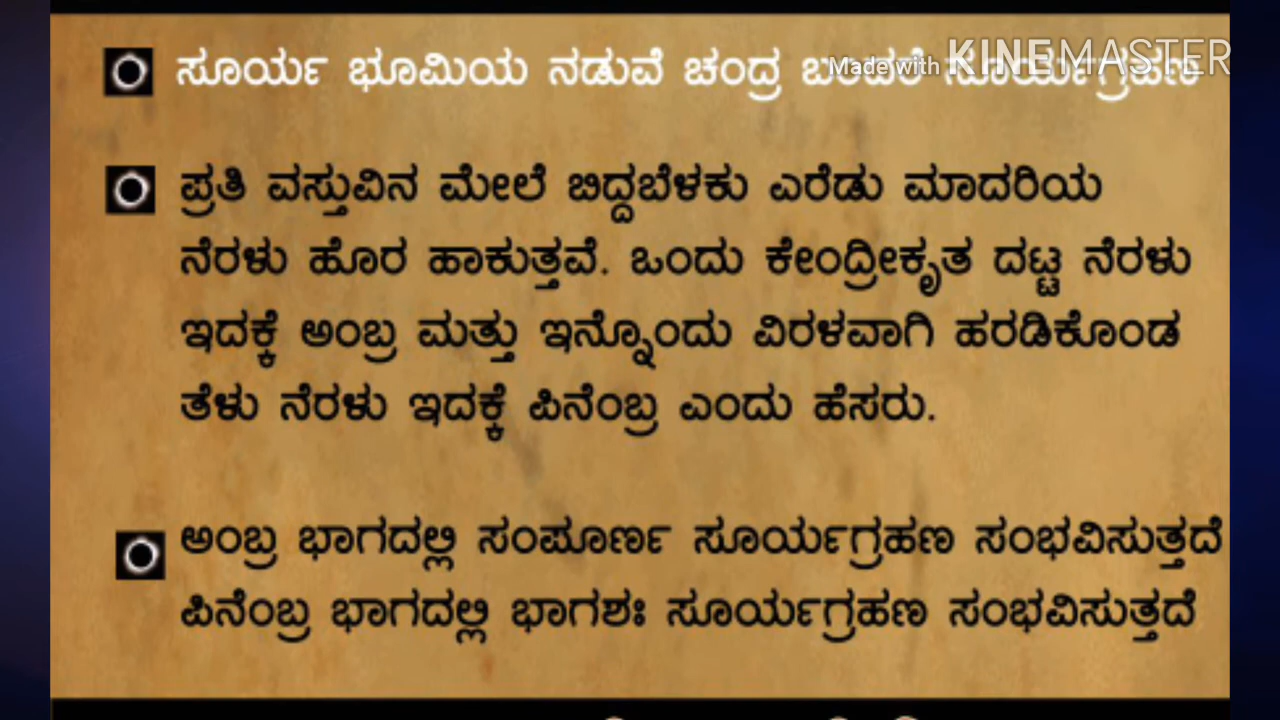 ಸೂರ್ಯ ಭೂಮಿಯ ನಡುವೆ ಚಂದ್ರ
Made with KINEMASTER
ಪ್ರತಿ ವಸ್ತುವಿನ ಮೇಲೆ ಬಿದ್ದಬೆಳಕು ಎರೆಡು ಮಾದರಿಯ
ನೆರಳು ಹೊರ ಹಾಕುತ್ತವೆ. ಒಂದು ಕೇಂದ್ರೀಕೃತ ದಟ್ಟ ನೆರಳು
ಇದಕ್ಕೆ ಅಂಬ್ರ ಮತ್ತು ಇನ್ನೊಂದು ವಿರಳವಾಗಿ ಹರಡಿಕೊಂಡ
ತೆಳು ನೆರಳು ಇದಕ್ಕೆ ಪಿನೆಂಬ್ರ ಎಂದು ಹೆಸರು.
ಅಂಬ್ರ ಭಾಗದಲ್ಲಿ ಸಂಪೂರ್ಣ ಸೂರ್ಯಗ್ರಹಣ ಸಂಭವಿಸುತ್ತದೆ
ಪಿನೆಂಬ್ರ ಭಾಗದಲ್ಲಿ ಭಾಗಶಃ ಸೂರ್ಯಗ್ರಹಣ ಸಂಭವಿಸುತ್ತದೆ